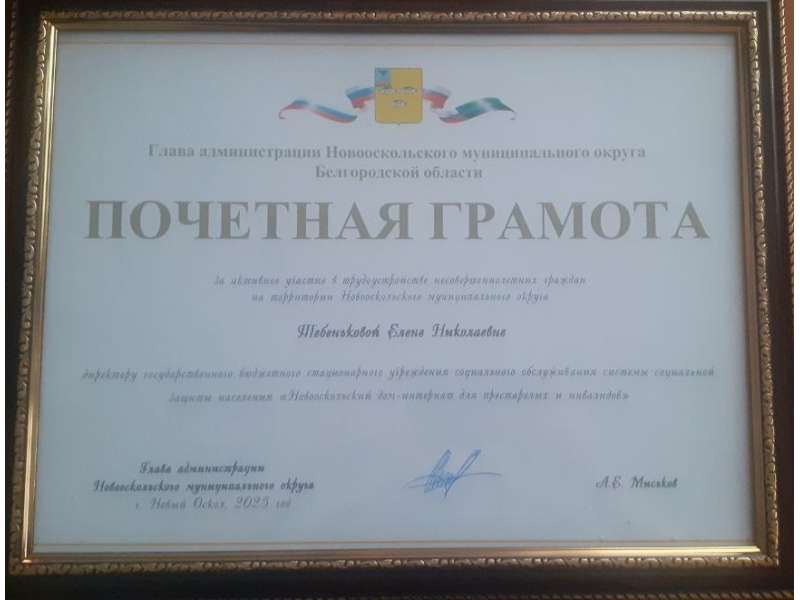 Глава администрации Новооскольского муниципального округа
Белгородской области
ПОЧЕТНАЯ ГРАМОТА
За активное участие в трудоустройстве несовершеннолетних граждан
на территории Новооскольского муниципального округа
Тебеньковой Елене Николаевне
директору государственного бюджетного стационарного учреждения социального обслуживания системы социальной
защиты населения «Новооскольский дом-интернат для престарелых и инвалидов»
Глава администрации
Новооскольского муниципального округа
г. Новый Оскол, 2025 год
А.Е. Мысьхов